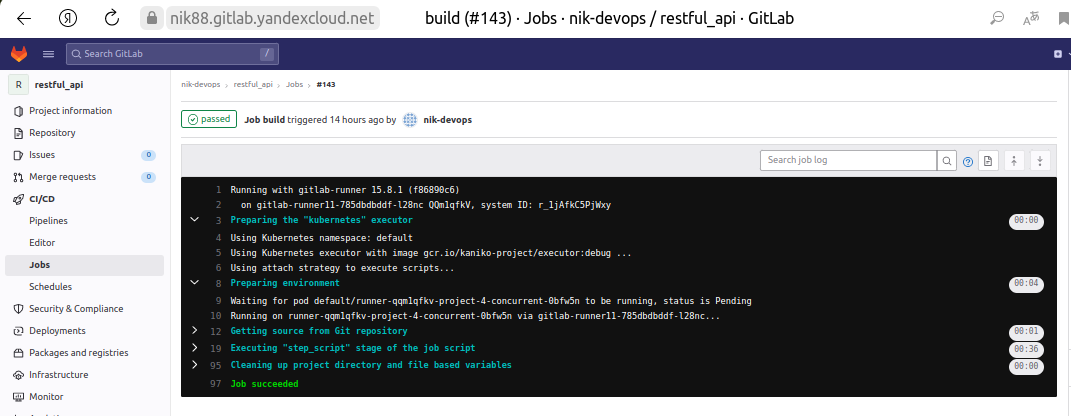 nik88.gitlab.yandexcloud.net build (#143) · Jobs · nik-devops / restful_api · GitLab
Search GitLab /
R restful_api
Project information
Repository
Issues 0
Merge requests 0
CI/CD
Pipelines
Editor
Jobs
Schedules
Security & Compliance
Deployments
Packages and registries
Infrastructure
Monitor
nik-devops › restful_api › Jobs › #143
passed Job build triggered 14 hours ago by nik-devops
Search job log
1 Running with gitlab-runner 15.8.1 (f86890c6)
2 on gitlab-runner11-785dbdbddf-l28nc QQm1qfkV, system ID: r_1jAfkC5PjWxy
3 Preparing the "kubernetes" executor 00:00
4 Using Kubernetes namespace: default
5 Using Kubernetes executor with image gcr.io/kaniko-project/executor:debug ...
6 Using attach strategy to execute scripts...
8 Preparing environment 00:04
9 Waiting for pod default/runner-qqm1qfkv-project-4-concurrent-0bfw5n to be running, status is Pending
10 Running on runner-qqm1qfkv-project-4-concurrent-0bfw5n via gitlab-runner11-785dbdbddf-l28nc...
12 Getting source from Git repository 00:01
19 Executing "step_script" stage of the job script 00:36
95 Cleaning up project directory and file based variables 00:00
97 Job succeeded